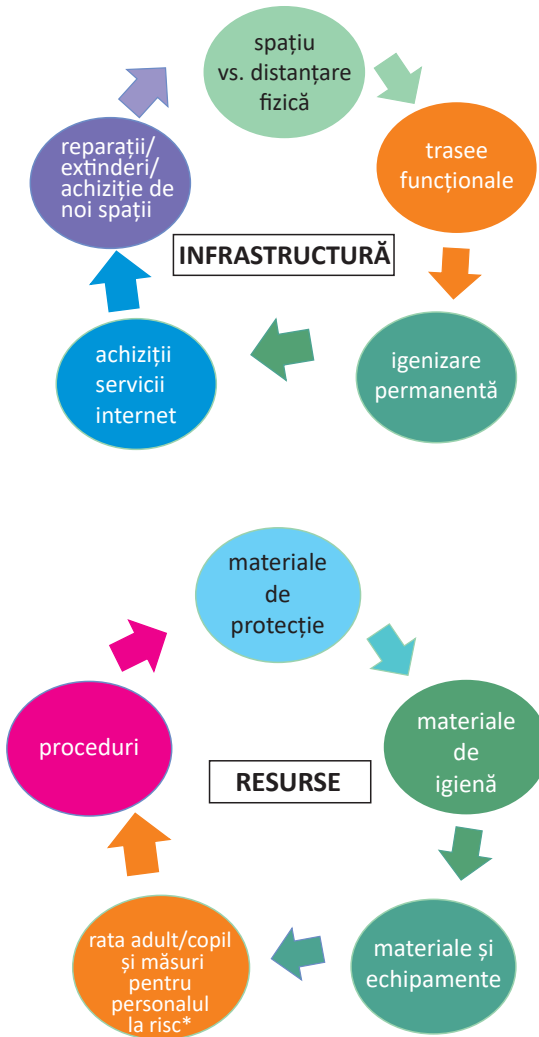 spațiu
vs. distanțare
fizică
trasee
funcționale
igenizare
permanentă
achiziții
servicii
internet
reparații/
extinderi/
achiziție de
noi spații
INFRASTRUCTURĂ
materiale
de
protecție
materiale
de
igienă
materiale și
echipamente
rata adult/copil
și măsuri
pentru
personalul
la risc*
proceduri
RESURSE